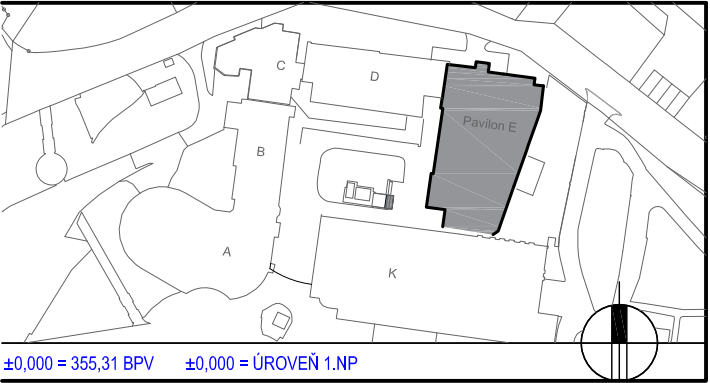 C
D
Pavilon E
B
A
K
±0,000 = 355,31 BPV ±0,000 = ÚROVEŇ 1.NP